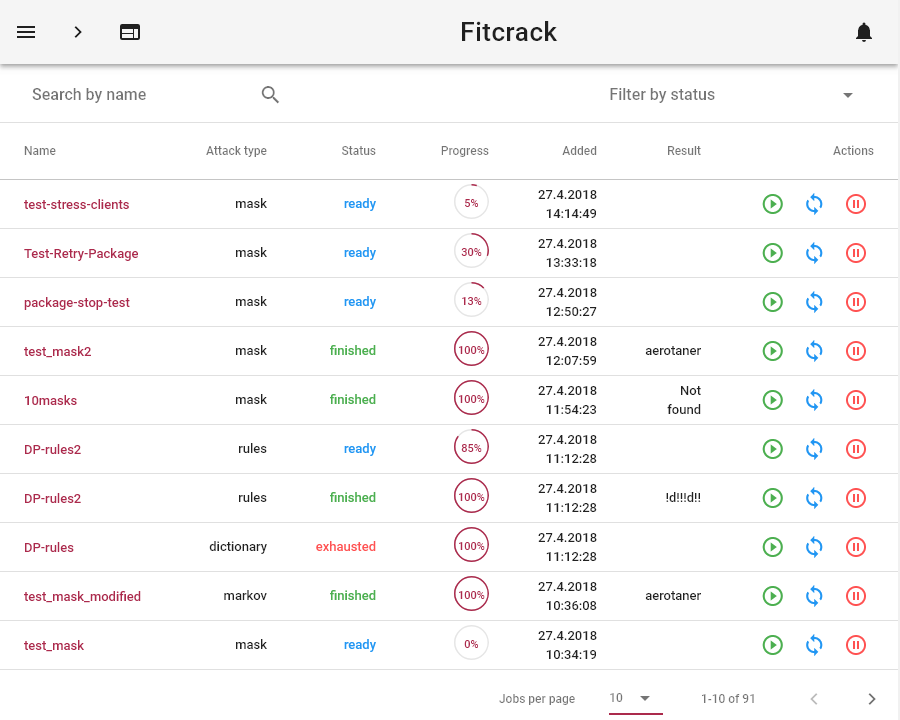 Fitcrack
Search by name Filter by status
Name Attack type Status Progress Added Result Actions
test-stress-clients mask ready 5% 27.4.2018
14:14:49
Test-Retry-Package mask ready 30% 27.4.2018
13:33:18
package-stop-test mask ready 13% 27.4.2018
12:50:27
test_mask2 mask finished 100% 27.4.2018 aerotaner
12:07:59
10masks mask finished 100% 27.4.2018 Not
11:54:23 found
DP-rules2 rules ready 85% 27.4.2018
11:12:28
DP-rules2 rules finished 100% 27.4.2018 !d!!!d!!
11:12:28
DP-rules dictionary exhausted 100% 27.4.2018
11:12:28
test_mask_modified markov finished 100% 27.4.2018 aerotaner
10:36:08
test_mask mask ready 0% 27.4.2018
10:34:19
Jobs per page 10 1-10 of 91